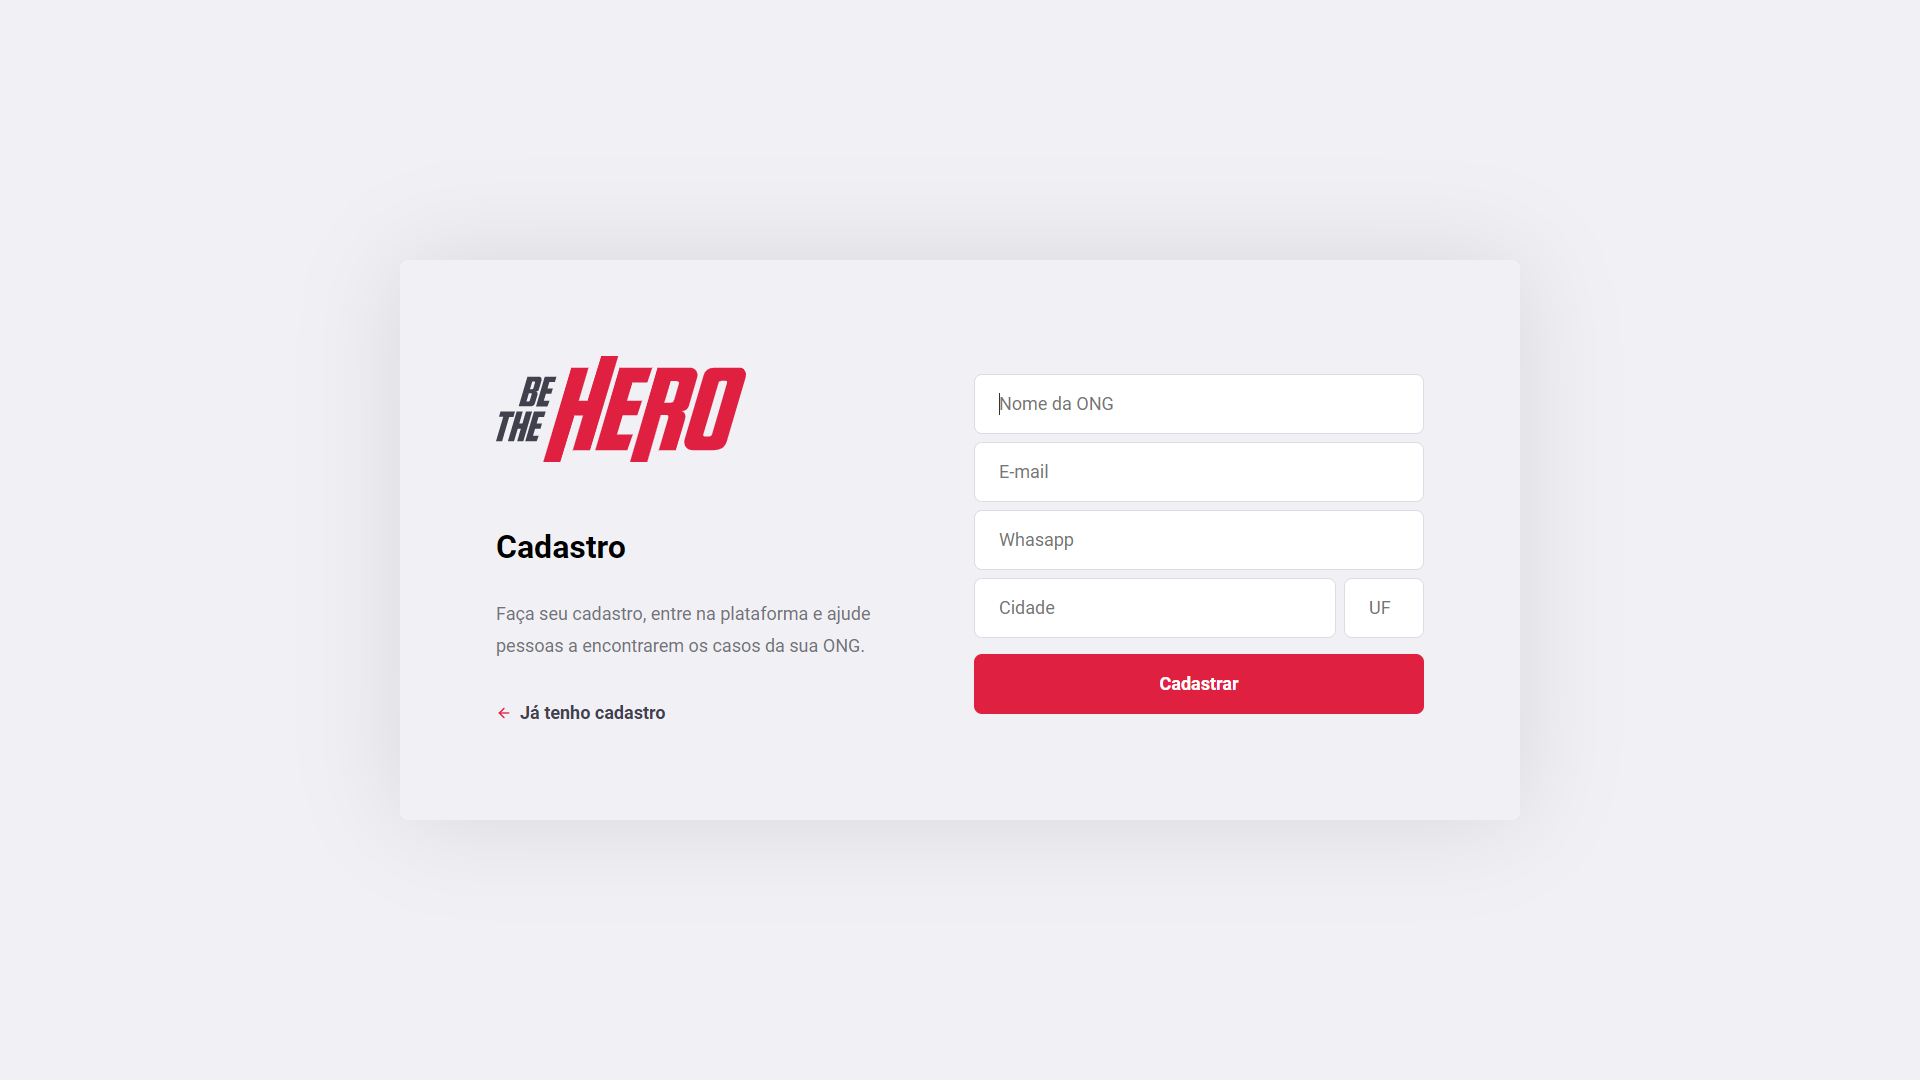 BE
THE
HERO
Cadastro
Faça seu cadastro, entre na plataforma e ajude
pessoas a encontrarem os casos da sua ONG.
Já tenho cadastro
Nome da ONG
E-mail
Whasapp
Cidade
UF
Cadastrar